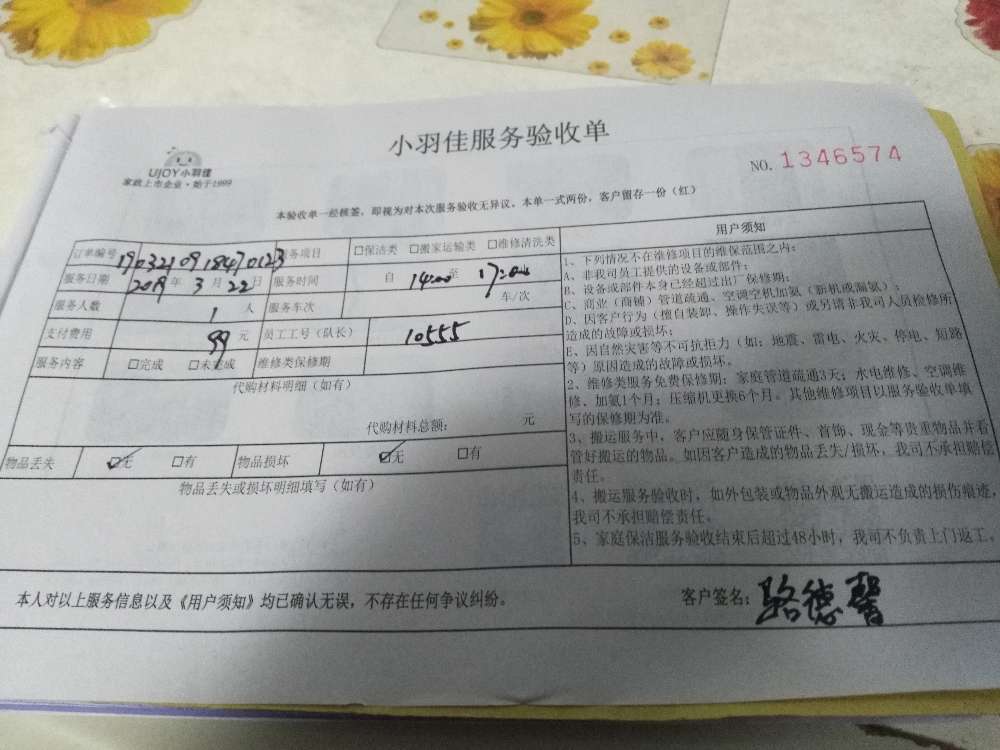 小羽佳服务验收单
UJOY小羽佳
家政上市企业·始于1999
NO. 1346574
本验收单一经核签，即视为对本次服务验收无异议。本单一式两份，客户留存一份（红）
订单编号 1903210918470123 服务项目 □保洁类 □搬家运输类 □维修清洗类
服务日期 2019 年 3 月 22 日 服务时间 自 14:00 至 17:00
服务人数 1 人 服务车次 车/次
支付费用 99 元 员工工号（队长） 10555
服务内容 □完成 □未完成 维修类保修期
代购材料明细（如有）
代购材料总额： 元
物品丢失 ☑无 □有 物品损坏 ☑无 □有
物品丢失或损坏明细填写（如有）
用户须知
1、下列情况不在维修项目的维保范围之内：
A、非我司员工提供的设备或部件；
B、设备或部件本身已经超过出厂保修期；
C、商业（商铺）管道疏通、空调空机加氨（新机或漏氨）；
D、因客户行为（擅自装卸、操作失误等）或另请非我司人员检修所
造成的故障或损坏；
E、因自然灾害等不可抗拒力（如：地震、雷电、火灾、停电、短路
等）原因造成的故障或损坏。
2、维修类服务免费保修期：家庭管道疏通3天；水电维修、空调维
修、加氨1个月；压缩机更换6个月。其他维修项目以服务验收单填
写的保修期为准。
3、搬运服务中，客户应随身保管证件、首饰、现金等贵重物品并看
管好搬运的物品。如因客户造成的物品丢失/损坏，我司不承担赔偿
责任。
4、搬运服务验收时，如外包装或物品外观无搬运造成的损伤痕迹，
我司不承担赔偿责任。
5、家庭保洁服务验收结束后超过48小时，我司不负责上门返工。
本人对以上服务信息以及《用户须知》均已确认无误，不存在任何争议纠纷。
客户签名： 骆德馨